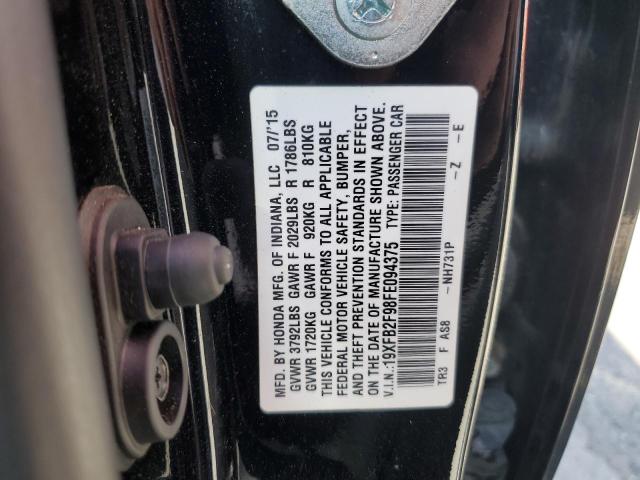 MFD. BY HONDA MFG. OF INDIANA, LLC 07/'15
GVWR 3792LBS GAWR F 2029LBS R 1786LBS
GVWR 1720KG GAWR F 920KG R 810KG
THIS VEHICLE CONFORMS TO ALL APPLICABLE
FEDERAL MOTOR VEHICLE SAFETY, BUMPER,
AND THEFT PREVENTION STANDARDS IN EFFECT
ON THE DATE OF MANUFACTURE SHOWN ABOVE.
V.I.N.:19XFB2F98FE094375 TYPE: PASSENGER CAR
TR3 F AS8 -NH731P -Z -E